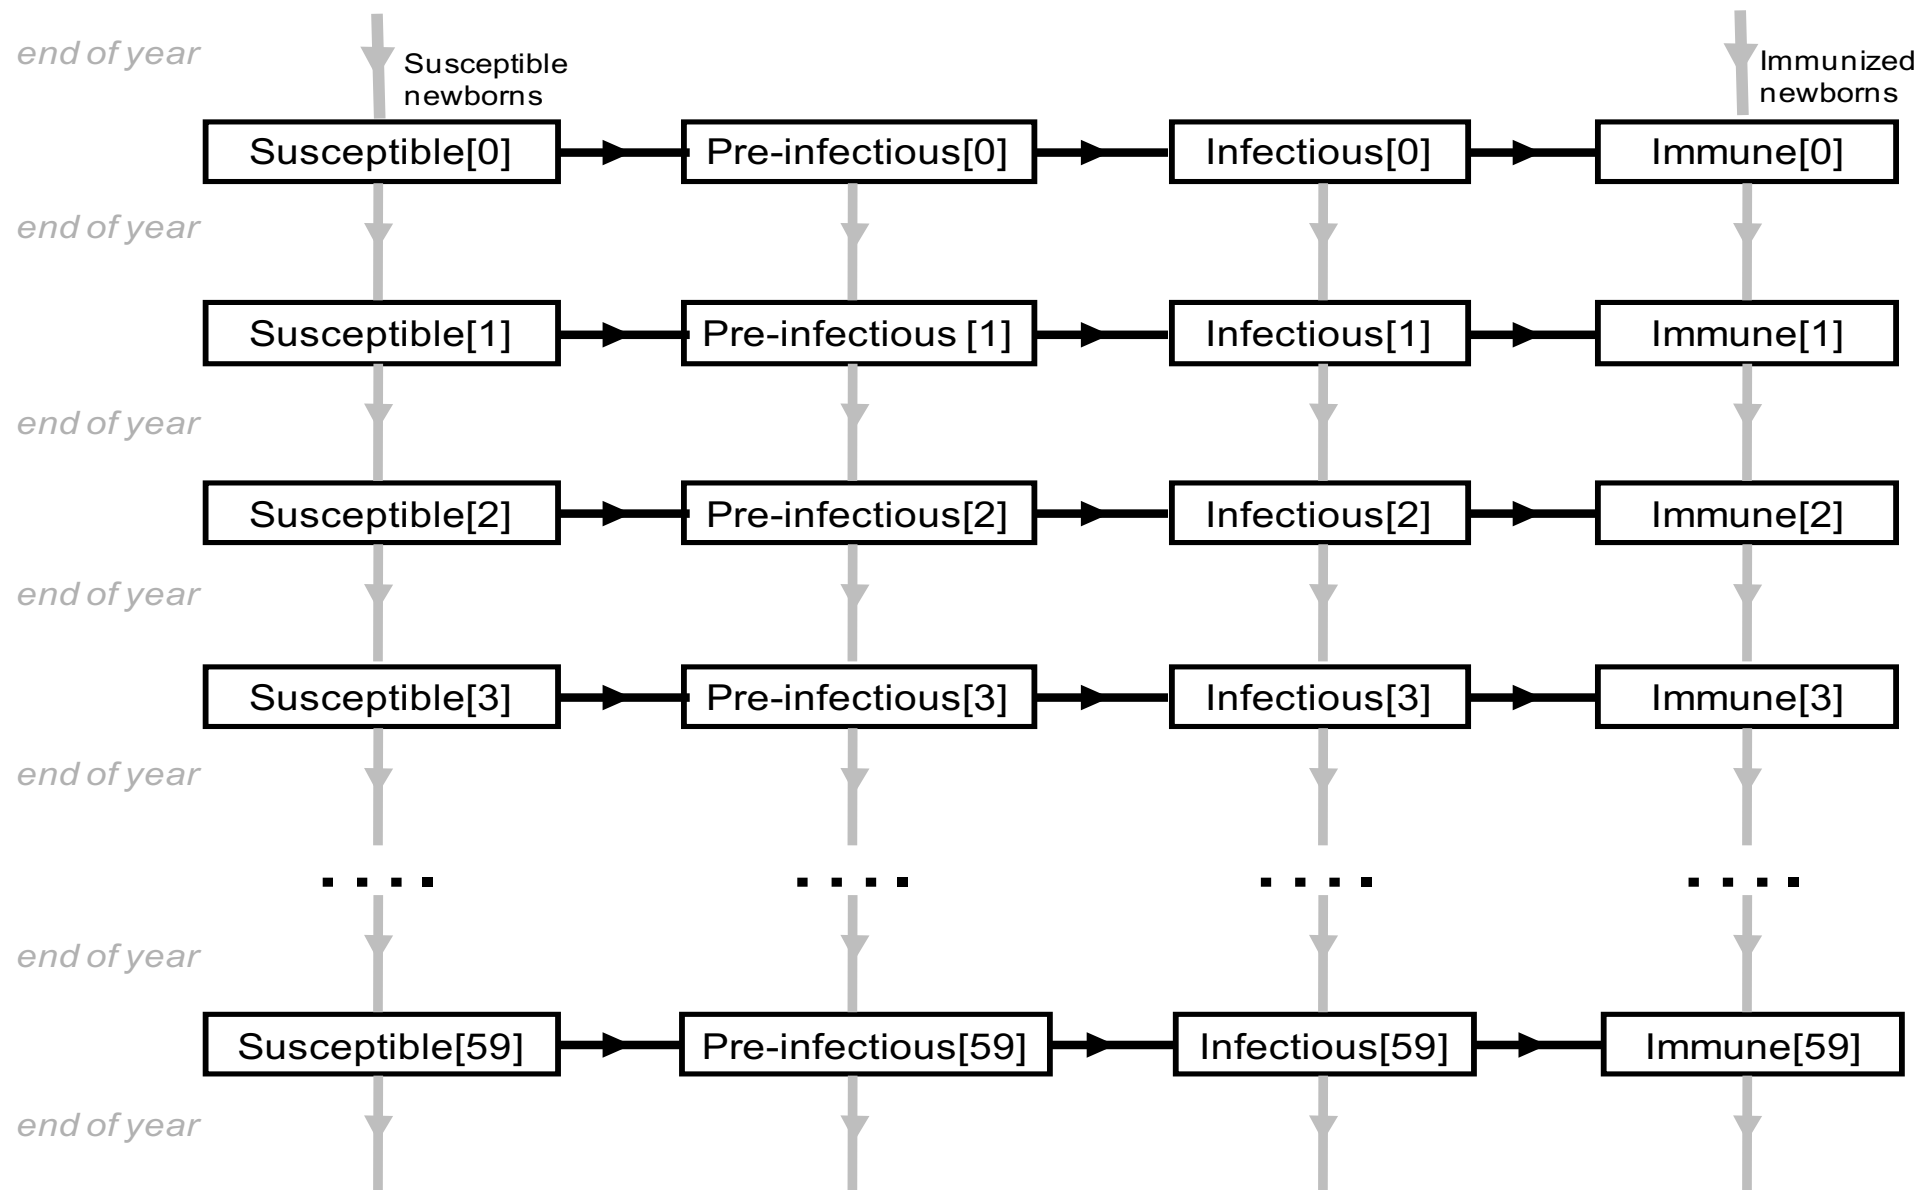 end of year
Susceptible
newborns
Immunized
newborns
Susceptible[0] Pre-infectious[0] Infectious[0] Immune[0]
end of year
Susceptible[1] Pre-infectious [1] Infectious[1] Immune[1]
end of year
Susceptible[2] Pre-infectious[2] Infectious[2] Immune[2]
end of year
Susceptible[3] Pre-infectious[3] Infectious[3] Immune[3]
end of year
. . . . . . . . . . . . . . . .
end of year
Susceptible[59] Pre-infectious[59] Infectious[59] Immune[59]
end of year